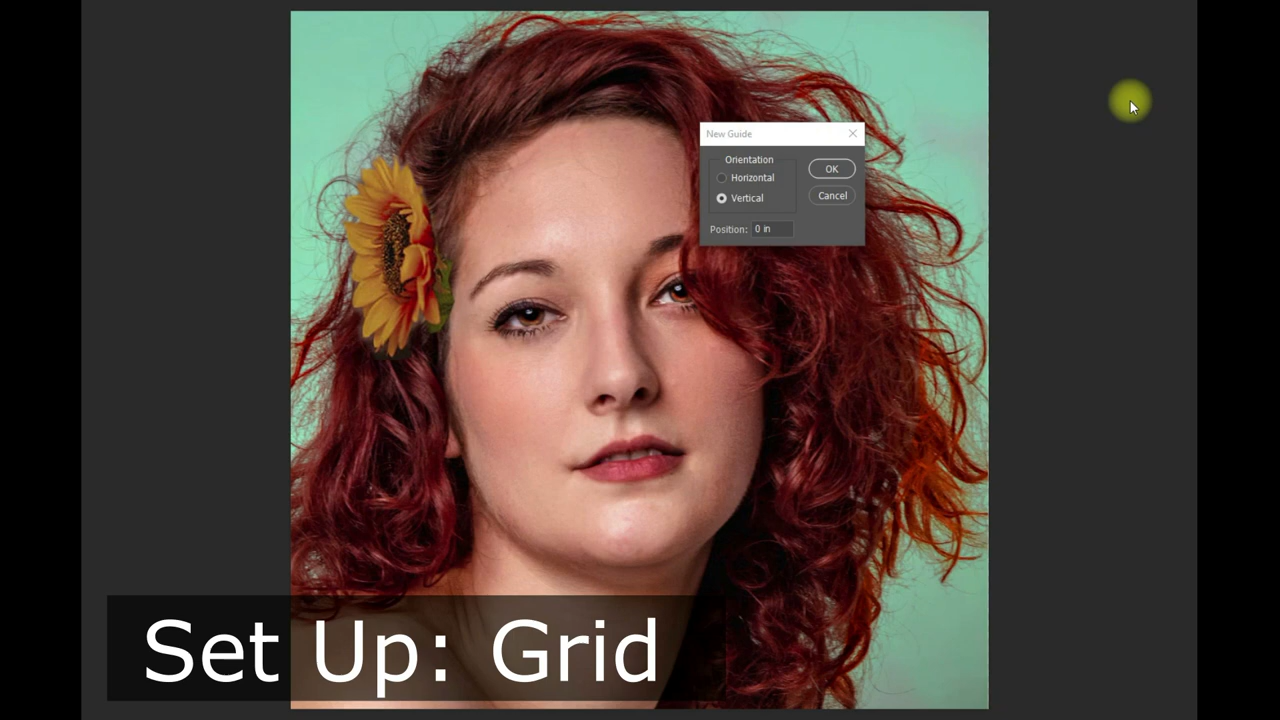 New Guide
Orientation
Horizontal
Vertical
OK
Cancel
Position: 0 in
Set Up: Grid